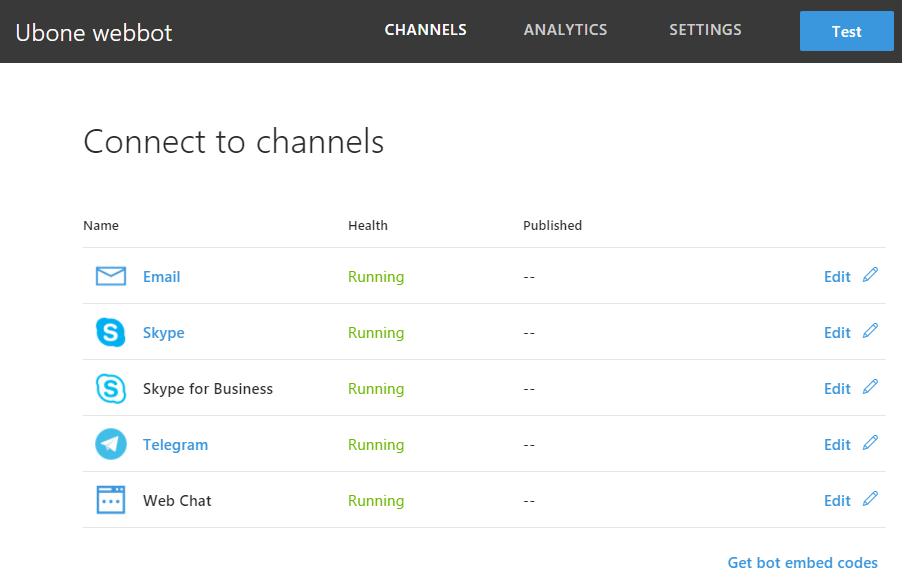 Ubone webbot CHANNELS ANALYTICS SETTINGS Test
Connect to channels
Name Health Published
Email Running -- Edit
Skype Running -- Edit
Skype for Business Running -- Edit
Telegram Running -- Edit
Web Chat Running -- Edit
Get bot embed codes